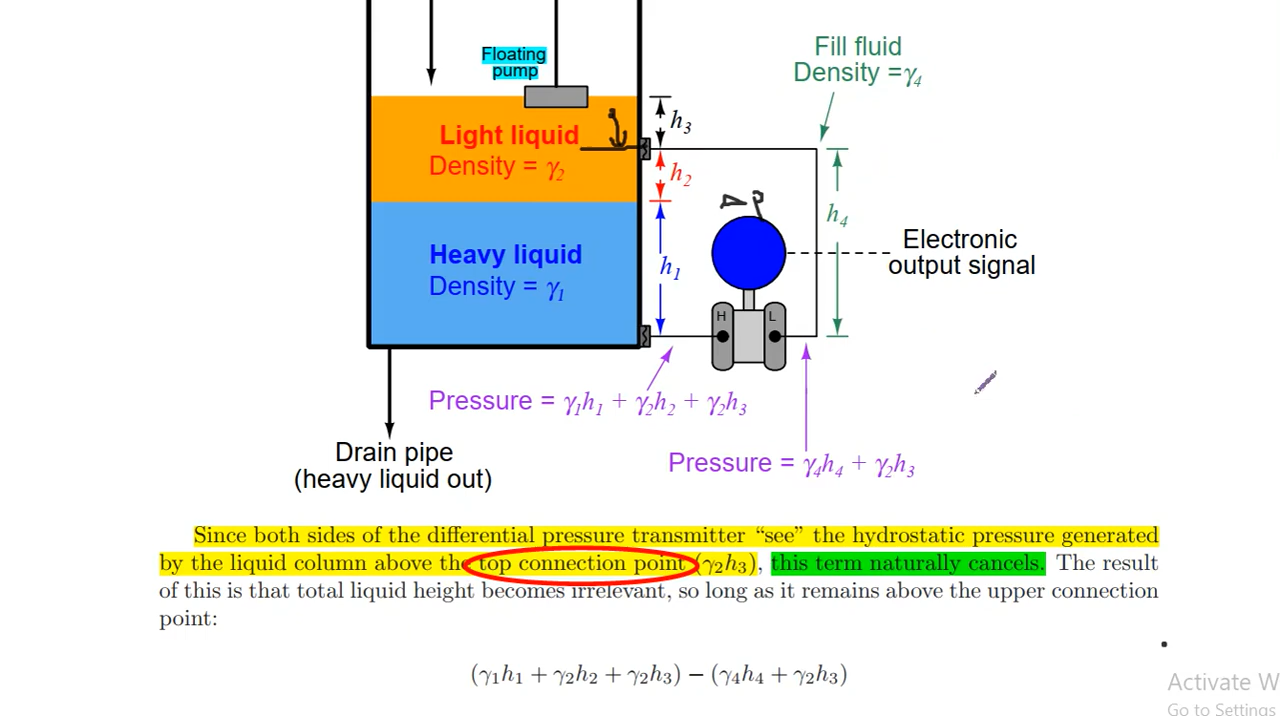 Fill fluid
Density =γ4
Floating
pump
h3
Light liquid
Density = γ2
h2
ΔP
h4
Heavy liquid
Density = γ1
h1
Electronic
output signal
H L
Pressure = γ1h1 + γ2h2 + γ2h3
Drain pipe
(heavy liquid out)
Pressure = γ4h4 + γ2h3
Since both sides of the differential pressure transmitter “see” the hydrostatic pressure generated
by the liquid column above the top connection point (γ2h3), this term naturally cancels. The result
of this is that total liquid height becomes irrelevant, so long as it remains above the upper connection
point:
(γ1h1 + γ2h2 + γ2h3) − (γ4h4 + γ2h3)
Activate W
Go to Settings